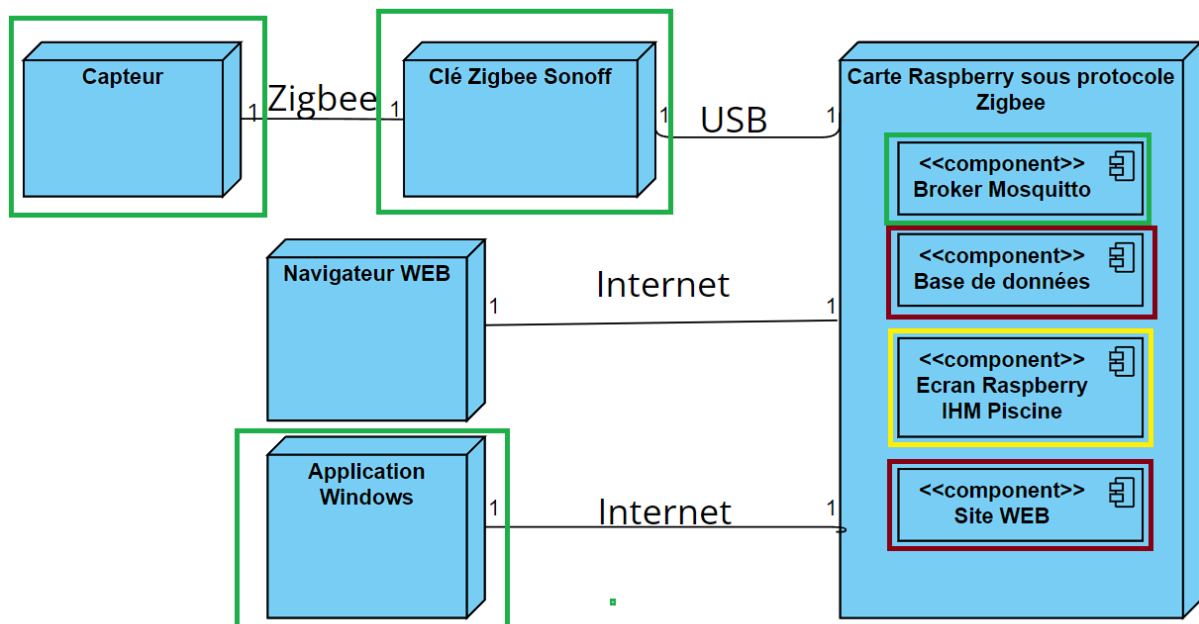 Capteur
1
Zigbee
1
Clé Zigbee Sonoff
1
USB
1
Carte Raspberry sous protocole
Zigbee
<<component>>
Broker Mosquitto
<<component>>
Base de données
<<component>>
Ecran Raspberry
IHM Piscine
<<component>>
Site WEB
Navigateur WEB
1
Internet
1
Application
Windows
1
Internet
1